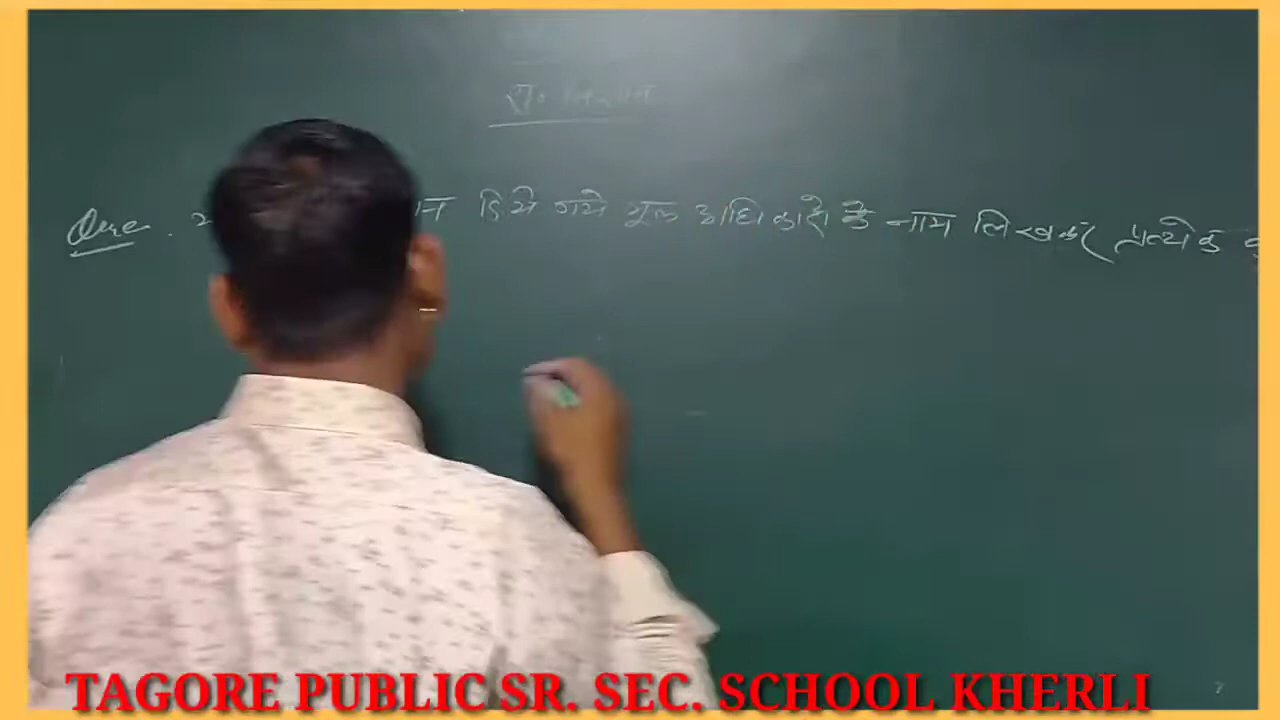 Que.
दिये गये मूल अधिकारो के नाम लिखकर प्रत्येक
TAGORE PUBLIC SR. SEC. SCHOOL KHERLI